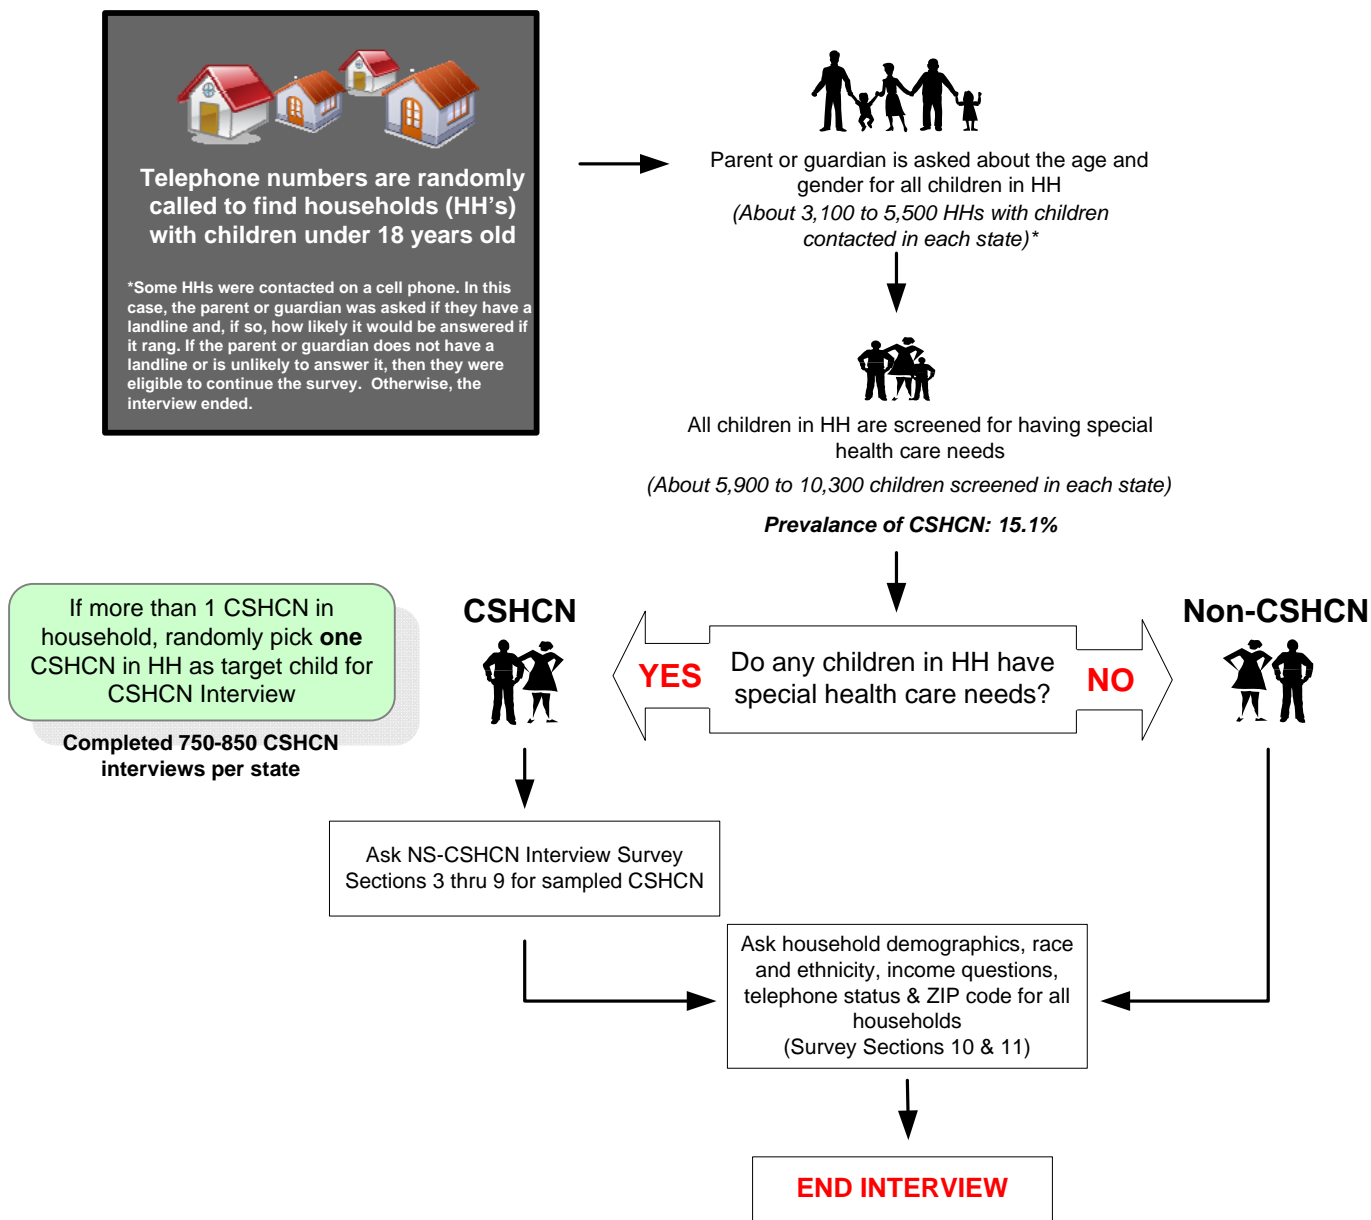 Telephone numbers are randomly
called to find households (HH's)
with children under 18 years old
*Some HHs were contacted on a cell phone. In this
case, the parent or guardian was asked if they have a
landline and, if so, how likely it would be answered if
it rang. If the parent or guardian does not have a
landline or is unlikely to answer it, then they were
eligible to continue the survey.  Otherwise, the
interview ended.
Parent or guardian is asked about the age and
gender for all children in HH
(About 3,100 to 5,500 HHs with children
contacted in each state)*
All children in HH are screened for having special
health care needs
(About 5,900 to 10,300 children screened in each state)
Prevalance of CSHCN: 15.1%
If more than 1 CSHCN in
household, randomly pick one
CSHCN in HH as target child for
CSHCN Interview
Completed 750-850 CSHCN
interviews per state
CSHCN
YES
Do any children in HH have
special health care needs?
NO
Non-CSHCN
Ask NS-CSHCN Interview Survey
Sections 3 thru 9 for sampled CSHCN
Ask household demographics, race
and ethnicity, income questions,
telephone status & ZIP code for all
households
(Survey Sections 10 & 11)
END INTERVIEW